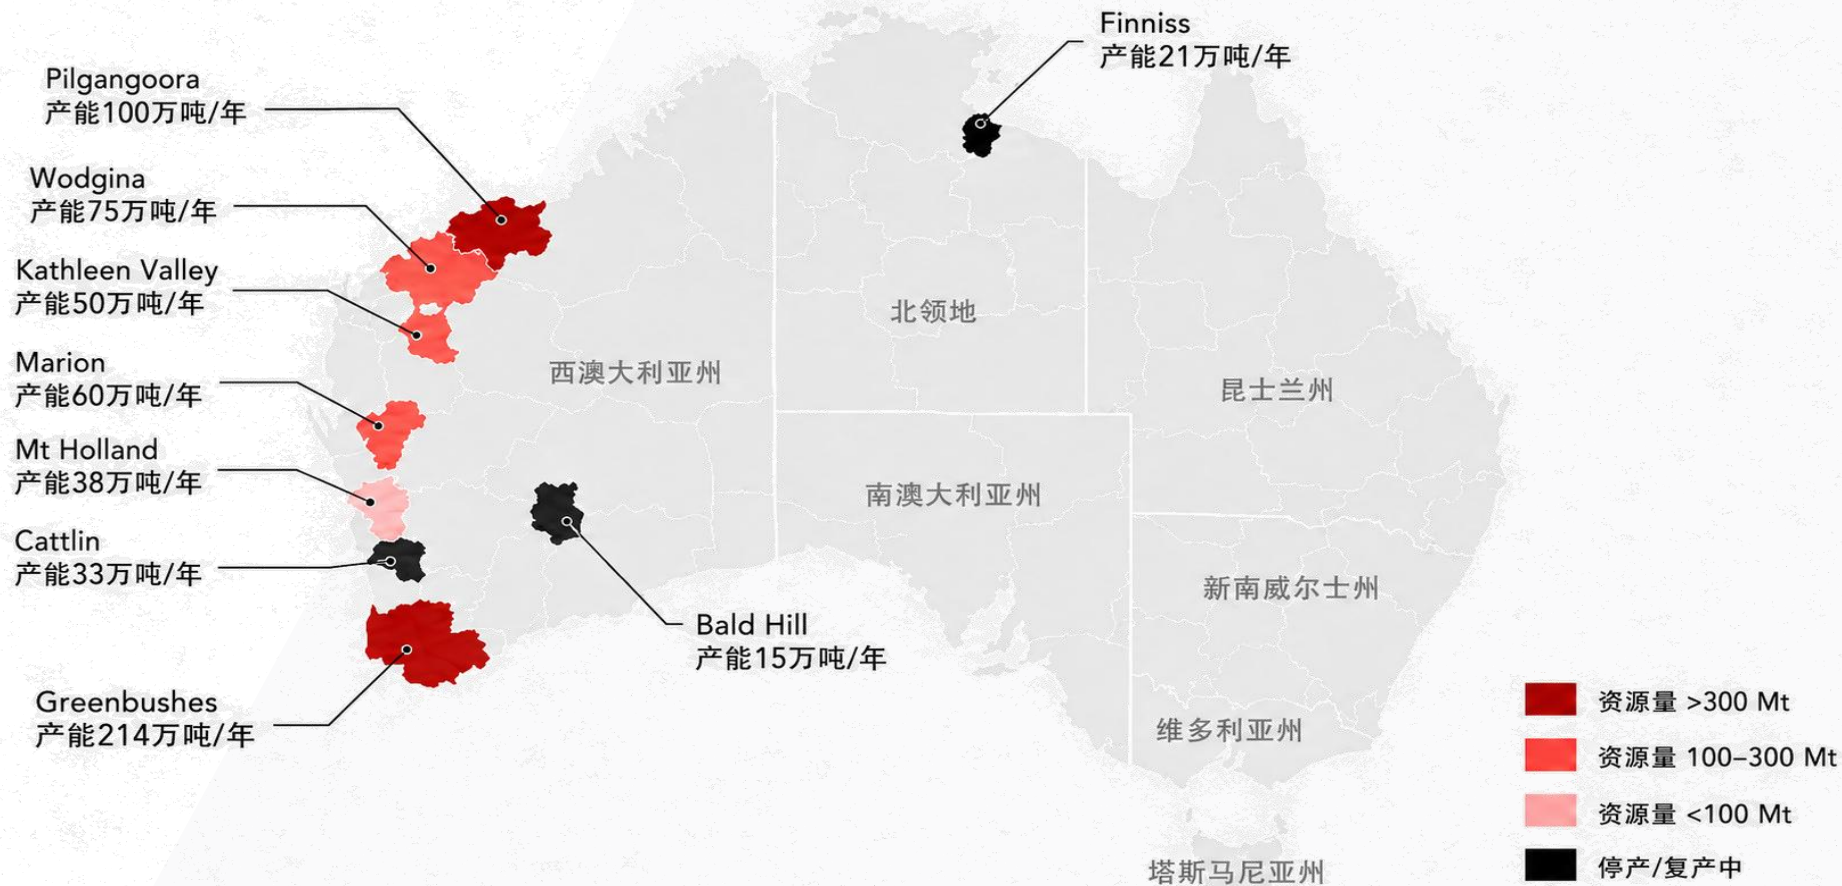 Finniss
产能21万吨/年
Pilgangoora
产能100万吨/年
Wodgina
产能75万吨/年
Kathleen Valley
产能50万吨/年
Marion
产能60万吨/年
Mt Holland
产能38万吨/年
Cattlin
产能33万吨/年
Greenbushes
产能214万吨/年
Bald Hill
产能15万吨/年
北领地
西澳大利亚州
昆士兰州
南澳大利亚州
新南威尔士州
维多利亚州
塔斯马尼亚州
资源量 >300 Mt
资源量 100–300 Mt
资源量 <100 Mt
停产/复产中